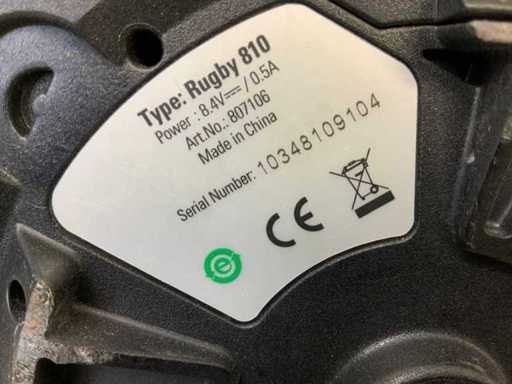 Type: Rugby 810
Power : 8.4V⎓/ 0.5A
Art.No.: 807106
Made in China
Serial Number: 10348109104
CE
e